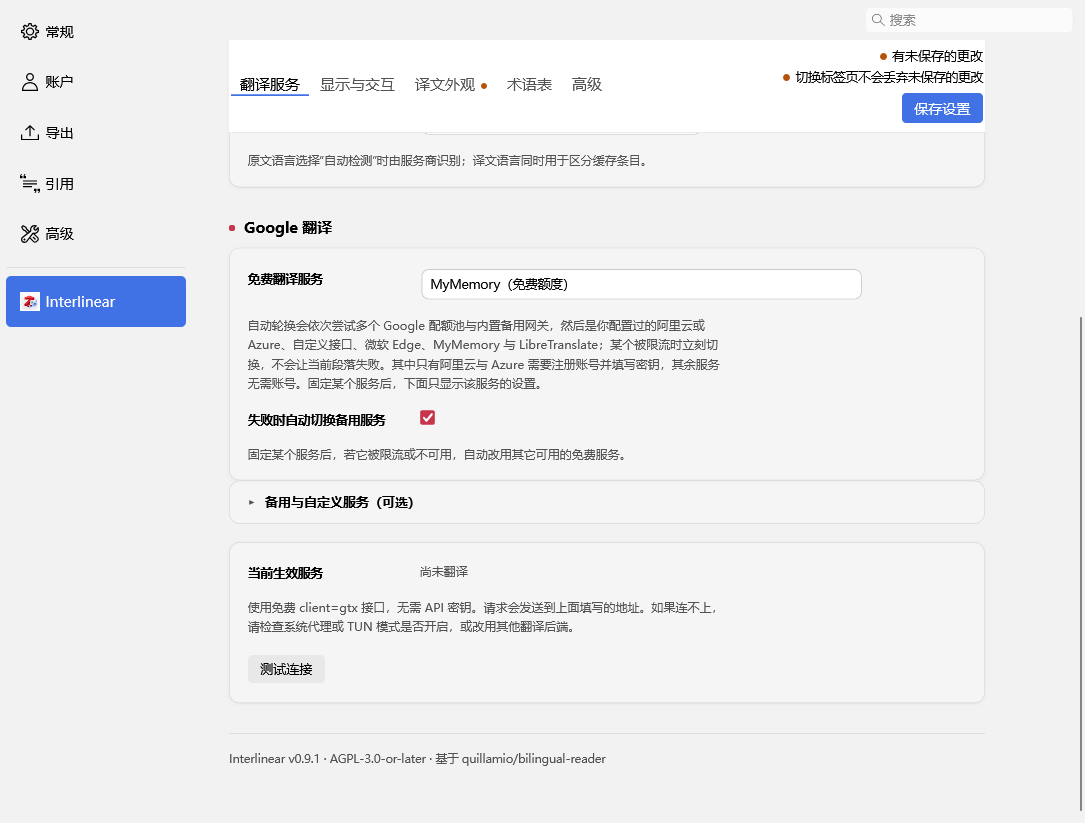 常规
账户
导出
引用
高级
Interlinear
搜索
翻译服务
显示与交互
译文外观
术语表
高级
有未保存的更改
切换标签页不会丢弃未保存的更改
保存设置
原文语言选择“自动检测”时由服务商识别；译文语言同时用于区分缓存条目。
Google 翻译
免费翻译服务
MyMemory（免费额度）
自动轮换会依次尝试多个 Google 配额池与内置备用网关，然后是你配置过的阿里云或
Azure、自定义接口、微软 Edge、MyMemory 与 LibreTranslate；某个被限流时立刻切
换，不会让当前段落失败。其中只有阿里云与 Azure 需要注册账号并填写密钥，其余服务
无需账号。固定某个服务后，下面只显示该服务的设置。
失败时自动切换备用服务
固定某个服务后，若它被限流或不可用，自动改用其它可用的免费服务。
备用与自定义服务（可选）
当前生效服务
尚未翻译
使用免费 client=gtx 接口，无需 API 密钥。请求会发送到上面填写的地址。如果连不上，
请检查系统代理或 TUN 模式是否开启，或改用其他翻译后端。
测试连接
Interlinear v0.9.1 · AGPL-3.0-or-later · 基于 quillamio/bilingual-reader